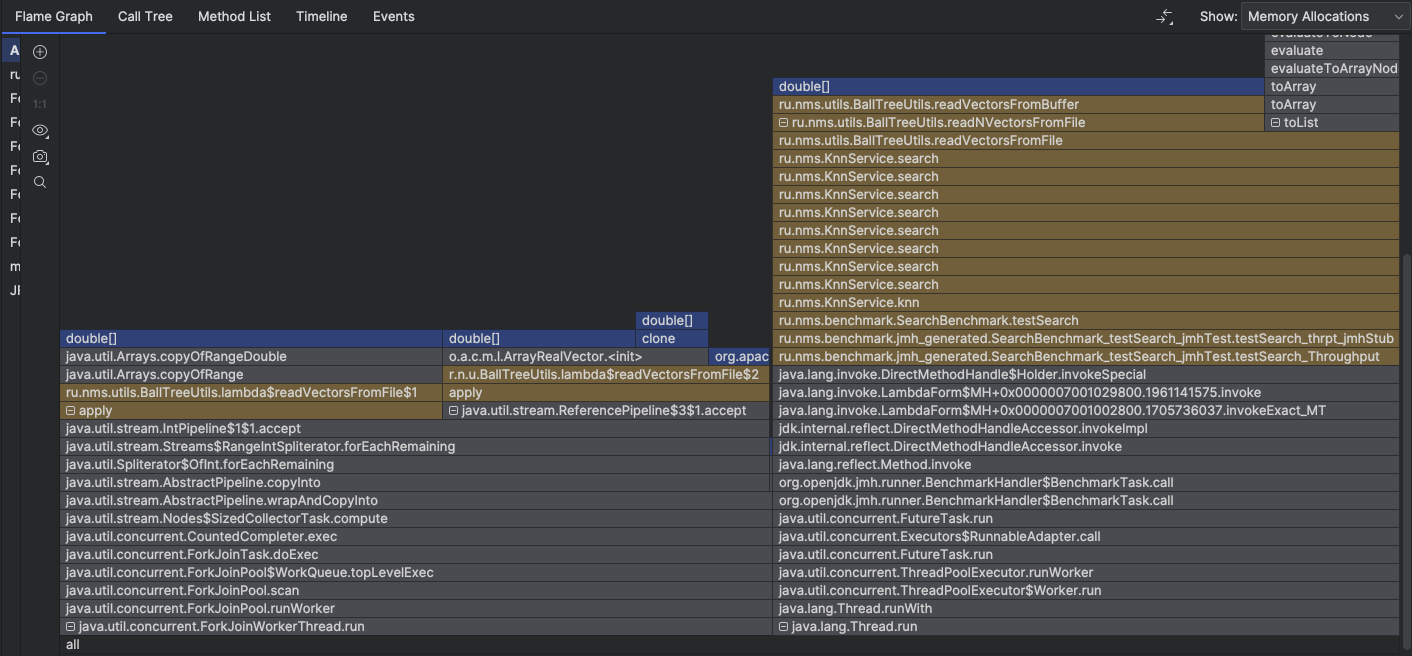 Flame Graph Call Tree Method List Timeline Events Show: Memory Allocations
A
ru
Fo
Fo
Fo
Fo
Fo
Fo
Fo
m
JF
1:1
evaluateToNode
evaluate
evaluateToArrayNod
double[] toArray
ru.nms.utils.BallTreeUtils.readVectorsFromBuffer toArray
ru.nms.utils.BallTreeUtils.readNVectorsFromFile toList
ru.nms.utils.BallTreeUtils.readVectorsFromFile
ru.nms.KnnService.search
ru.nms.KnnService.search
ru.nms.KnnService.search
ru.nms.KnnService.search
ru.nms.KnnService.search
ru.nms.KnnService.search
ru.nms.KnnService.search
ru.nms.KnnService.search
ru.nms.KnnService.knn
double[] ru.nms.benchmark.SearchBenchmark.testSearch
double[] double[] clone ru.nms.benchmark.jmh_generated.SearchBenchmark_testSearch_jmhTest.testSearch_thrpt_jmhStub
java.util.Arrays.copyOfRangeDouble o.a.c.m.l.ArrayRealVector.<init> org.apac ru.nms.benchmark.jmh_generated.SearchBenchmark_testSearch_jmhTest.testSearch_Throughput
java.util.Arrays.copyOfRange r.n.u.BallTreeUtils.lambda$readVectorsFromFile$2 java.lang.invoke.DirectMethodHandle$Holder.invokeSpecial
ru.nms.utils.BallTreeUtils.lambda$readVectorsFromFile$1 apply java.lang.invoke.LambdaForm$MH+0x0000007001029800.1961141575.invoke
apply java.util.stream.ReferencePipeline$3$1.accept java.lang.invoke.LambdaForm$MH+0x0000007001002800.1705736037.invokeExact_MT
java.util.stream.IntPipeline$1$1.accept jdk.internal.reflect.DirectMethodHandleAccessor.invokeImpl
java.util.stream.Streams$RangeIntSpliterator.forEachRemaining jdk.internal.reflect.DirectMethodHandleAccessor.invoke
java.util.Spliterator$OfInt.forEachRemaining java.lang.reflect.Method.invoke
java.util.stream.AbstractPipeline.copyInto org.openjdk.jmh.runner.BenchmarkHandler$BenchmarkTask.call
java.util.stream.AbstractPipeline.wrapAndCopyInto org.openjdk.jmh.runner.BenchmarkHandler$BenchmarkTask.call
java.util.stream.Nodes$SizedCollectorTask.compute java.util.concurrent.FutureTask.run
java.util.concurrent.CountedCompleter.exec java.util.concurrent.Executors$RunnableAdapter.call
java.util.concurrent.ForkJoinTask.doExec java.util.concurrent.FutureTask.run
java.util.concurrent.ForkJoinPool$WorkQueue.topLevelExec java.util.concurrent.ThreadPoolExecutor.runWorker
java.util.concurrent.ForkJoinPool.scan java.util.concurrent.ThreadPoolExecutor$Worker.run
java.util.concurrent.ForkJoinPool.runWorker java.lang.Thread.runWith
java.util.concurrent.ForkJoinWorkerThread.run java.lang.Thread.run
all